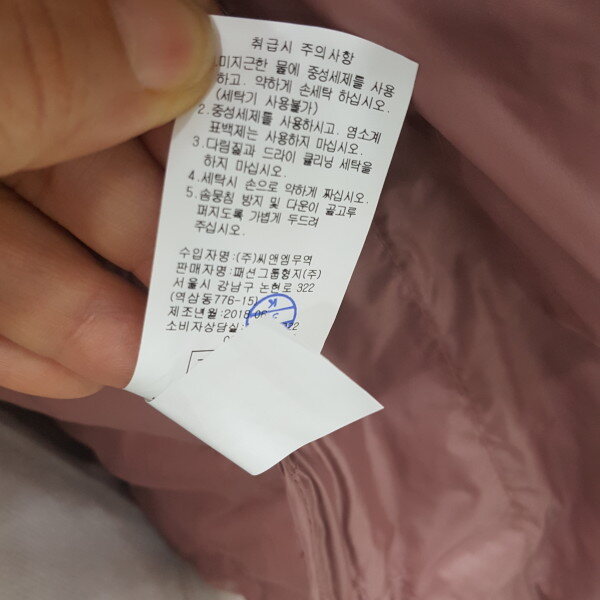 취급시 주의사항
미지근한 물에 중성세제를 사용
하고. 약하게 손세탁 하십시오.
(세탁기 사용불가)
2. 중성세제를 사용하시고. 염소계
표백제는 사용하지 마십시오.
3. 다림질과 드라이 클리닝 세탁을
하지 마십시오.
4. 세탁시 손으로 약하게 짜십시오.
5. 솜뭉침 방지 및 다운이 골고루
퍼지도록 가볍게 두드려
주십시오.
수입자명:(주)씨앤엠무역
판매자명:패션그룹형지(주)
서울시 강남구 논현로 322
(역삼동776-15)
제조년월:
소비자상담실:
K